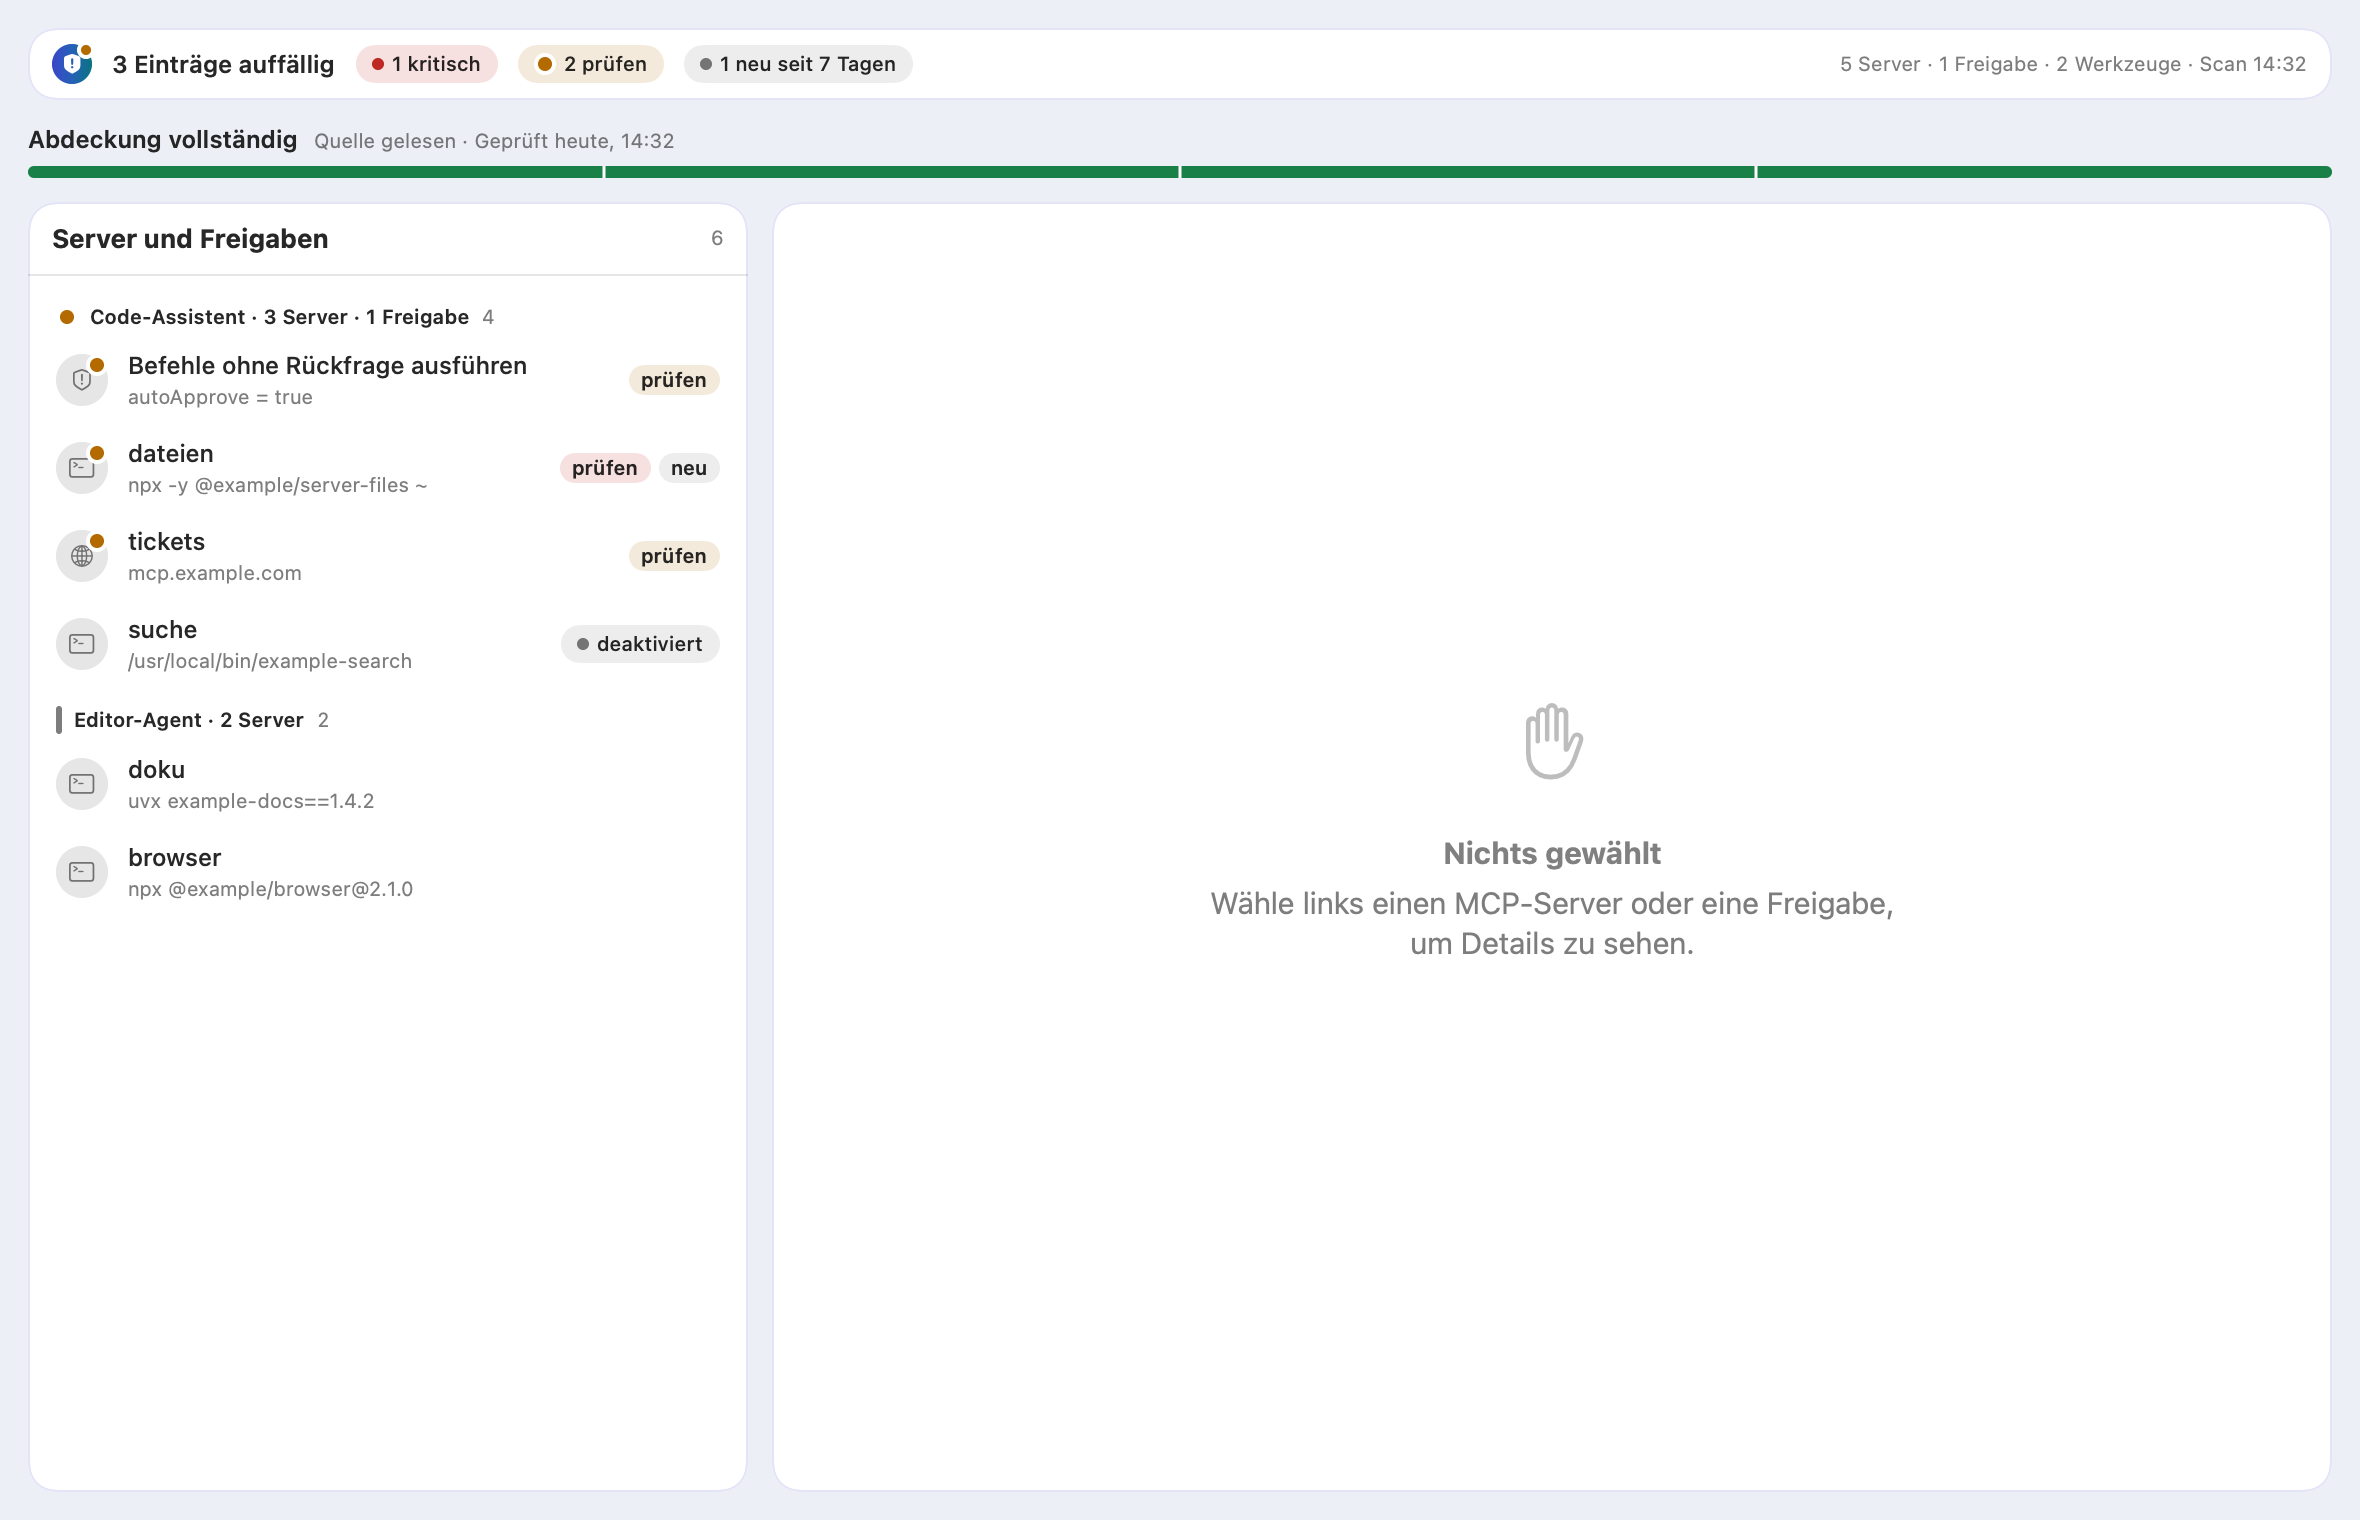 3 Einträge auffällig
1 kritisch
2 prüfen
1 neu seit 7 Tagen
5 Server · 1 Freigabe · 2 Werkzeuge · Scan 14:32
Abdeckung vollständig
Quelle gelesen · Geprüft heute, 14:32
Server und Freigaben
6
Code-Assistent · 3 Server · 1 Freigabe 4
Befehle ohne Rückfrage ausführen
autoApprove = true
prüfen
dateien
npx -y @example/server-files ~
prüfen
neu
tickets
mcp.example.com
prüfen
suche
/usr/local/bin/example-search
deaktiviert
Editor-Agent · 2 Server 2
doku
uvx example-docs==1.4.2
browser
npx @example/browser@2.1.0
Nichts gewählt
Wähle links einen MCP-Server oder eine Freigabe,
um Details zu sehen.